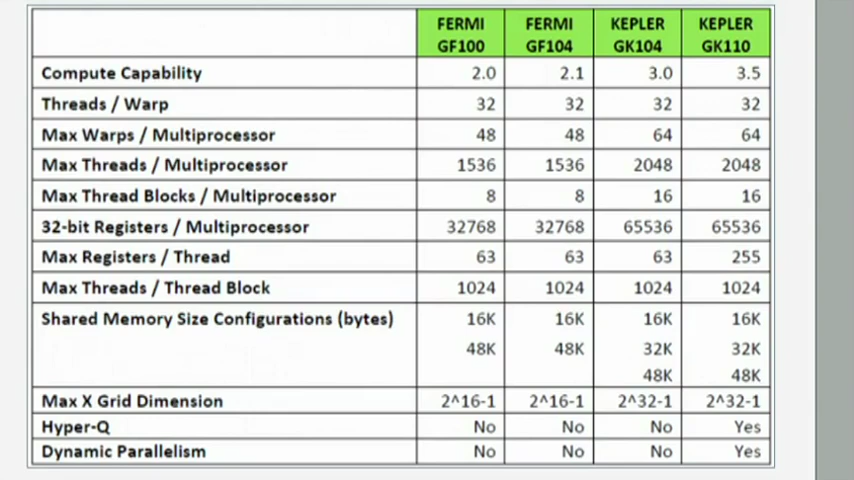 FERMI GF100 FERMI GF104 KEPLER GK104 KEPLER GK110
Compute Capability 2.0 2.1 3.0 3.5
Threads / Warp 32 32 32 32
Max Warps / Multiprocessor 48 48 64 64
Max Threads / Multiprocessor 1536 1536 2048 2048
Max Thread Blocks / Multiprocessor 8 8 16 16
32-bit Registers / Multiprocessor 32768 32768 65536 65536
Max Registers / Thread 63 63 63 255
Max Threads / Thread Block 1024 1024 1024 1024
Shared Memory Size Configurations (bytes) 16K 16K 16K 16K
48K 48K 32K 32K
48K 48K
Max X Grid Dimension 2^16-1 2^16-1 2^32-1 2^32-1
Hyper-Q No No No Yes
Dynamic Parallelism No No No Yes